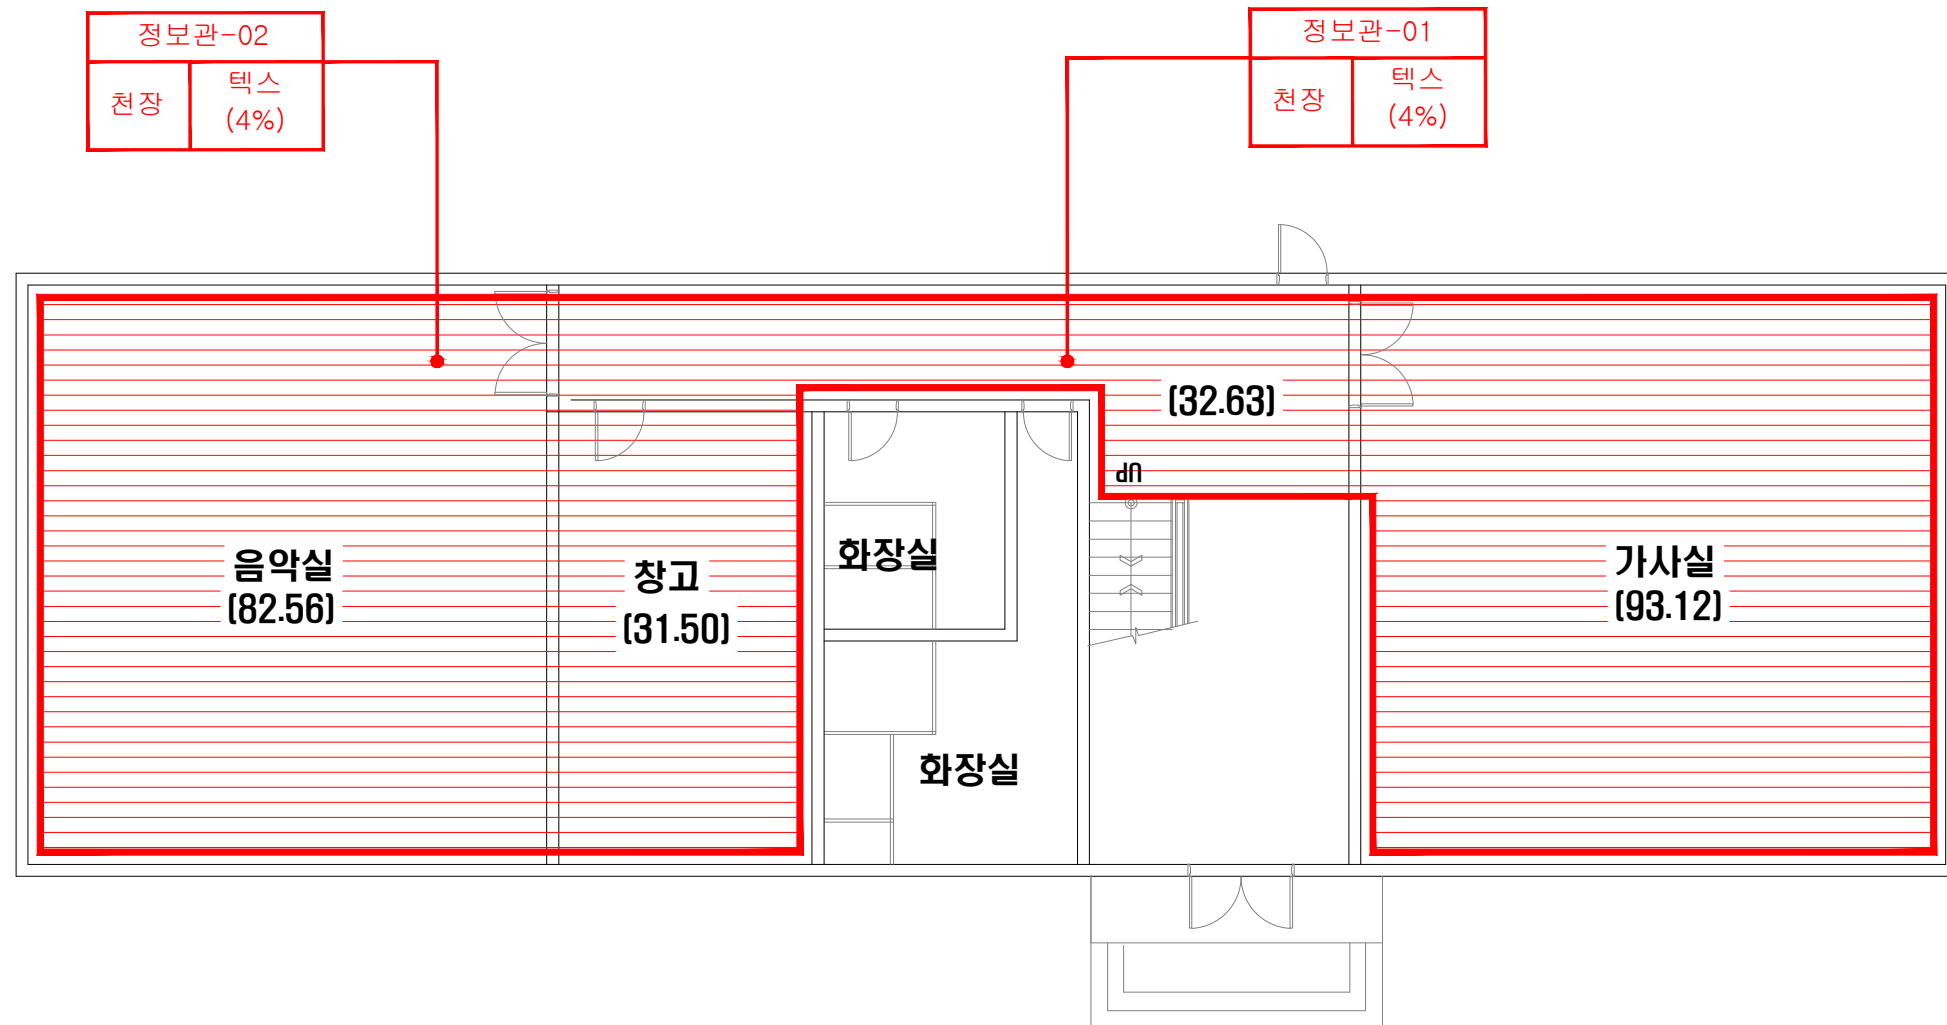 정보관-02
천장
텍스
(4%)
정보관-01
천장
텍스
(4%)
(32.63)
UP
음악실
(82.56)
창고
(31.50)
화장실
화장실
가사실
(93.12)